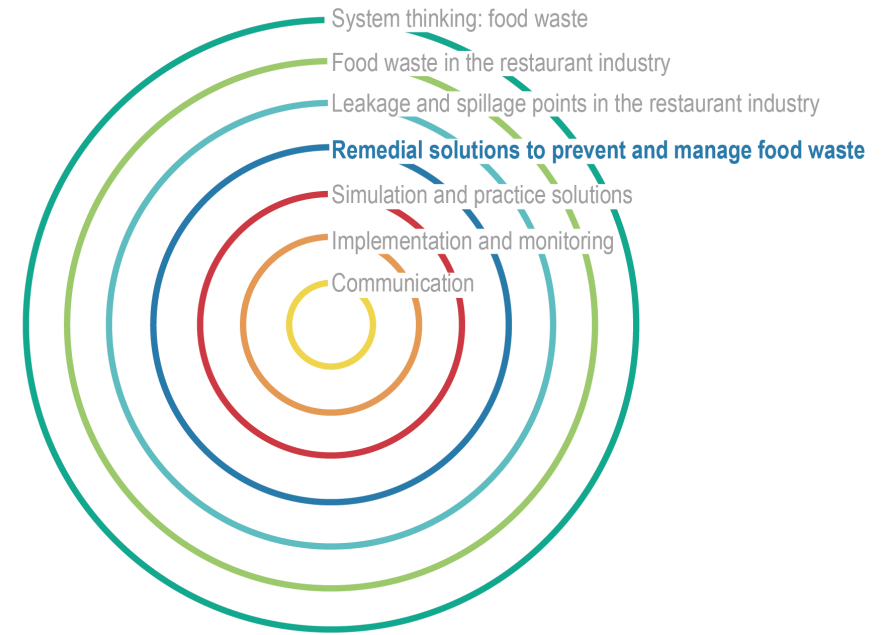 System thinking: food waste
Food waste in the restaurant industry
Leakage and spillage points in the restaurant industry
Remedial solutions to prevent and manage food waste
Simulation and practice solutions
Implementation and monitoring
Communication